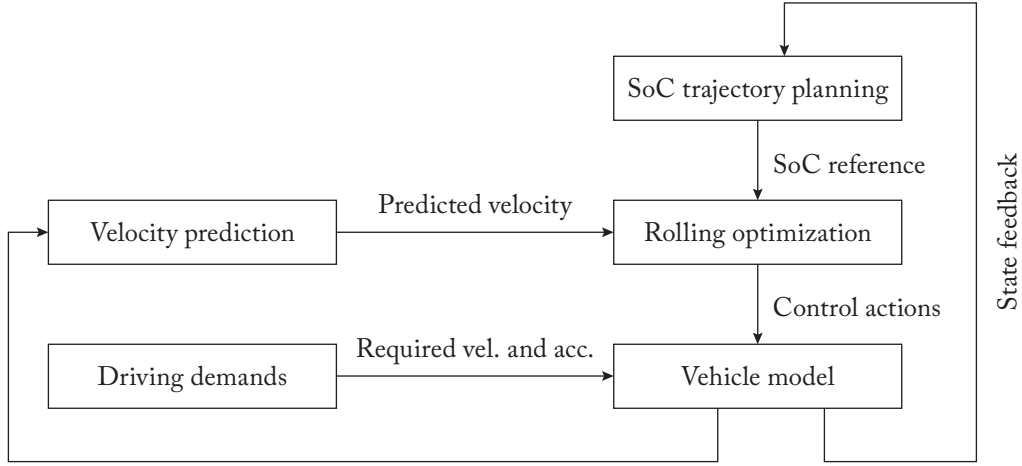 SoC trajectory planning
SoC reference
State feedback
Predicted velocity
Velocity prediction
Rolling optimization
Control actions
Required vel. and acc.
Driving demands
Vehicle model